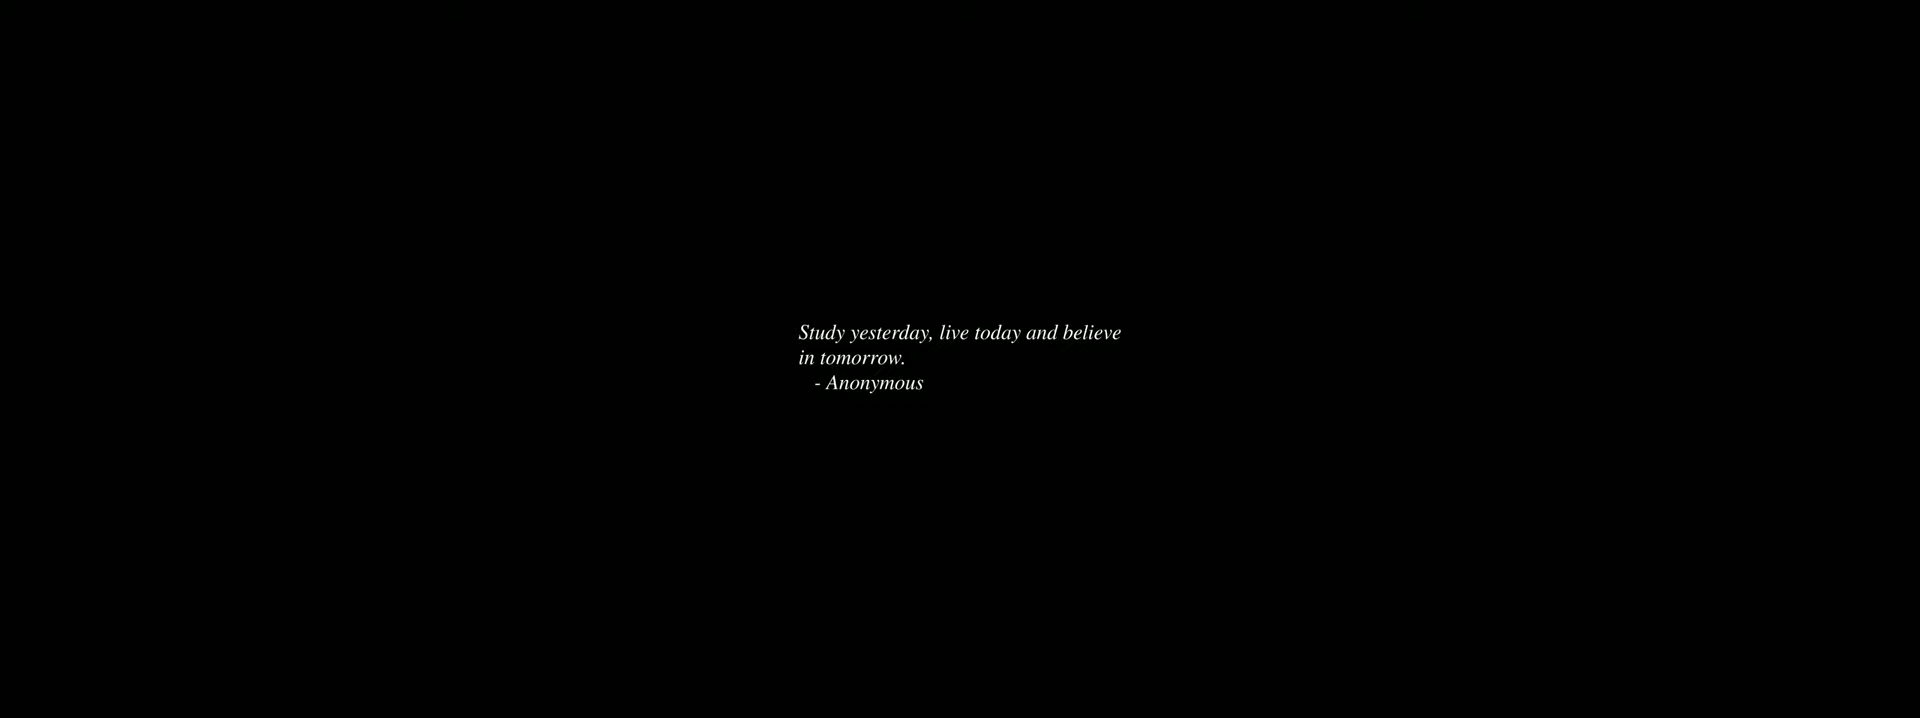 Study yesterday, live today and believe
in tomorrow.
- Anonymous